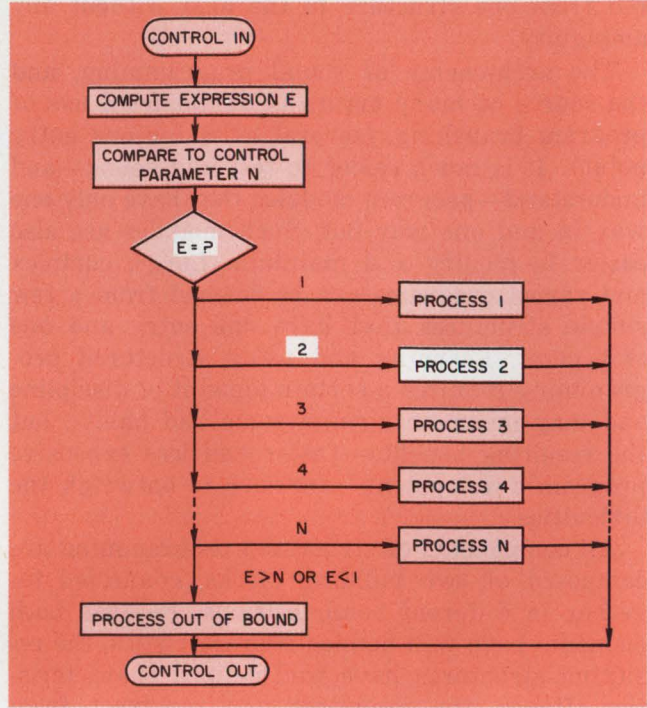 CONTROL IN
COMPUTE EXPRESSION E
COMPARE TO CONTROL
PARAMETER N
E = ?
1
PROCESS 1
2
PROCESS 2
3
PROCESS 3
4
PROCESS 4
N
PROCESS N
E>N OR E<1
PROCESS OUT OF BOUND
CONTROL OUT